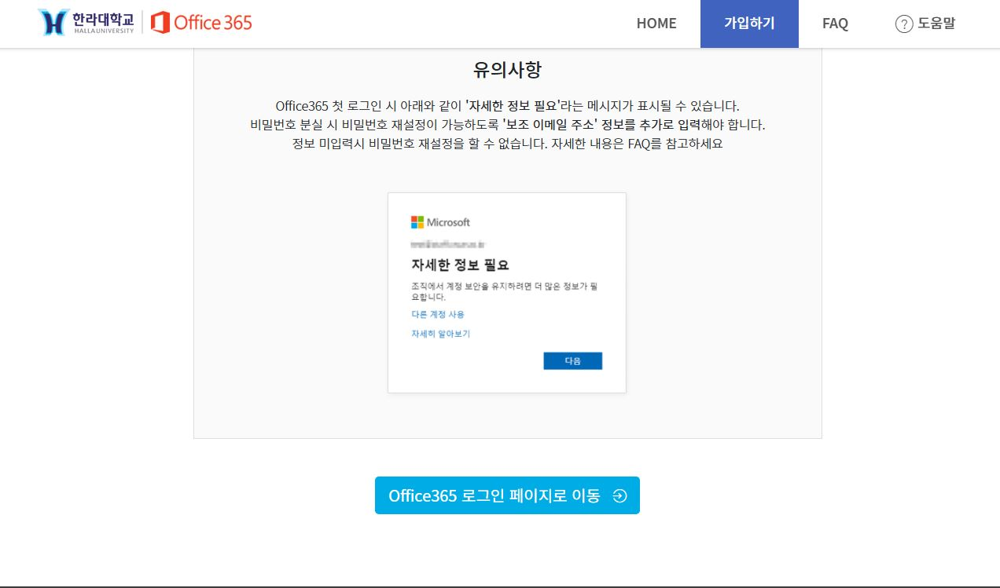 한라대학교
HALLA UNIVERSITY
Office 365
HOME
가입하기
FAQ
? 도움말
유의사항
Office365 첫 로그인 시 아래와 같이 '자세한 정보 필요'라는 메시지가 표시될 수 있습니다.
비밀번호 분실 시 비밀번호 재설정이 가능하도록 '보조 이메일 주소' 정보를 추가로 입력해야 합니다.
정보 미입력시 비밀번호 재설정을 할 수 없습니다. 자세한 내용은 FAQ를 참고하세요
Microsoft
자세한 정보 필요
조직에서 계정 보안을 유지하려면 더 많은 정보가 필
요합니다.
다른 계정 사용
자세히 알아보기
다음
Office365 로그인 페이지로 이동